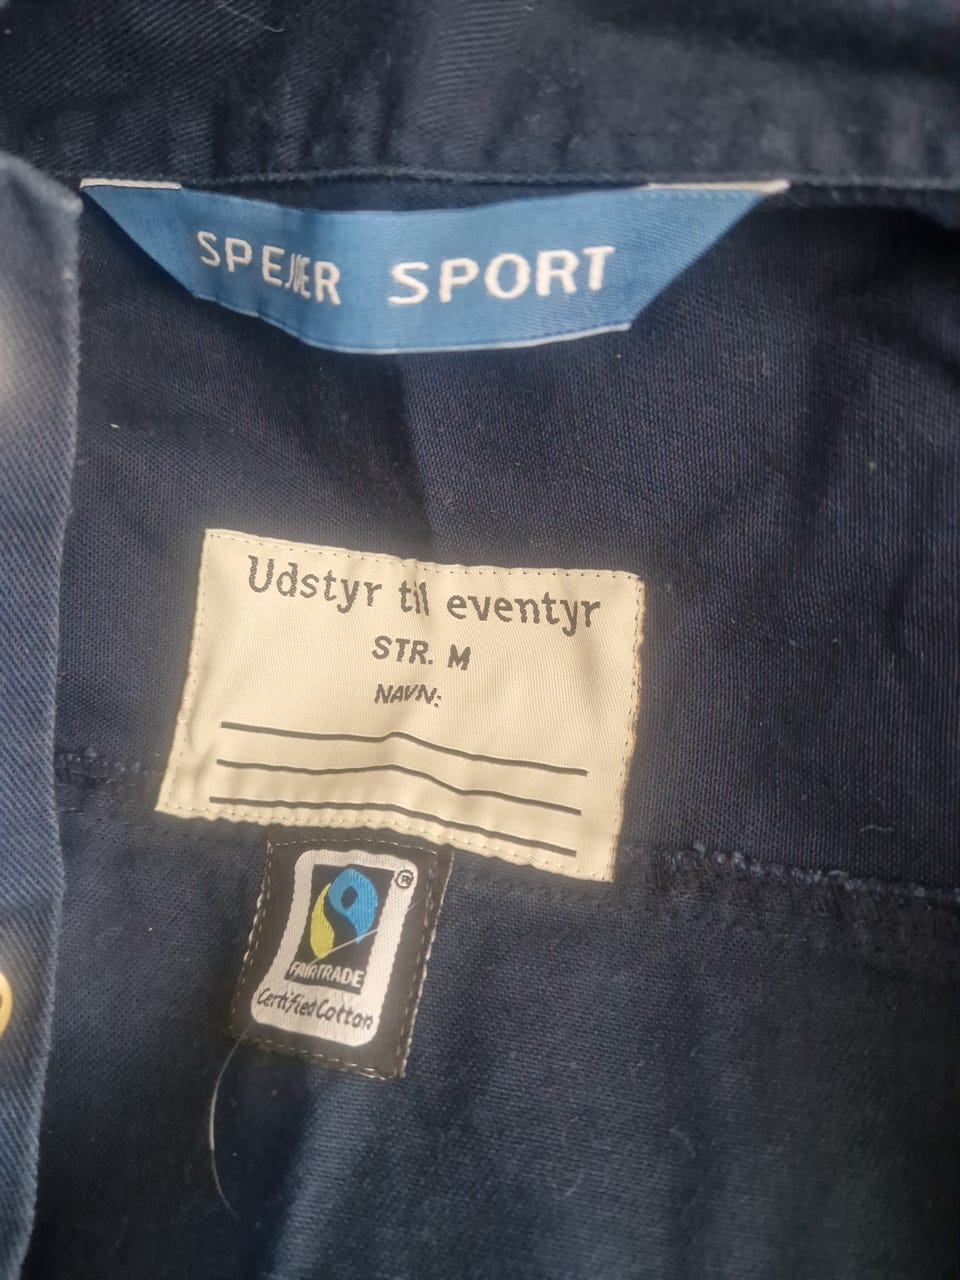 SPEJDER SPORT
Udstyr til eventyr
STR. M
NAVN:
®
FAIRTRADE
Certified Cotton